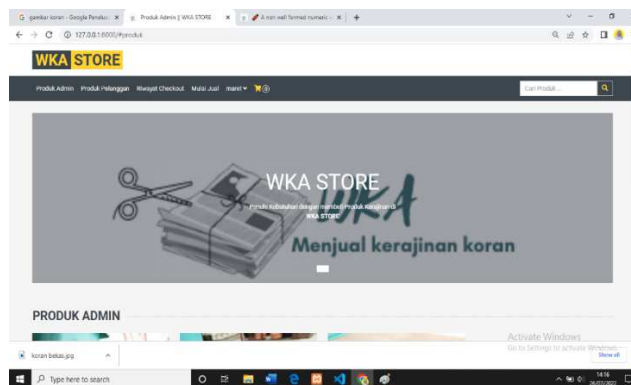 gambar koran - Google Penelus
Produk Admin || WKA STORE
A non well formed numeric
127.0.0.1:8000/#produk
WKA STORE
Produk Admin Produk Pelanggan Riwayat Checkout Mulai Jual
Cari Produk ...
WKA STORE
WKA STORE
WKA
Menjual kerajinan koran
PRODUK ADMIN
Activate Windows
Go to Settings to activate Windows.
koran bekas.jpg
Show all
Type here to search
14:16